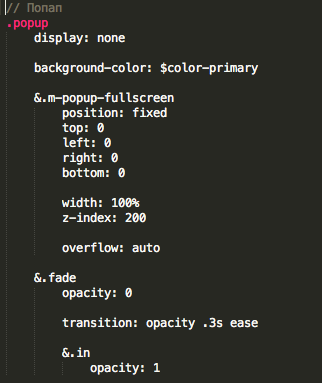 // Попап
.popup
display: none
background-color: $color-primary
&.m-popup-fullscreen
position: fixed
top: 0
left: 0
right: 0
bottom: 0
width: 100%
z-index: 200
overflow: auto
&.fade
opacity: 0
transition: opacity .3s ease
&.in
opacity: 1